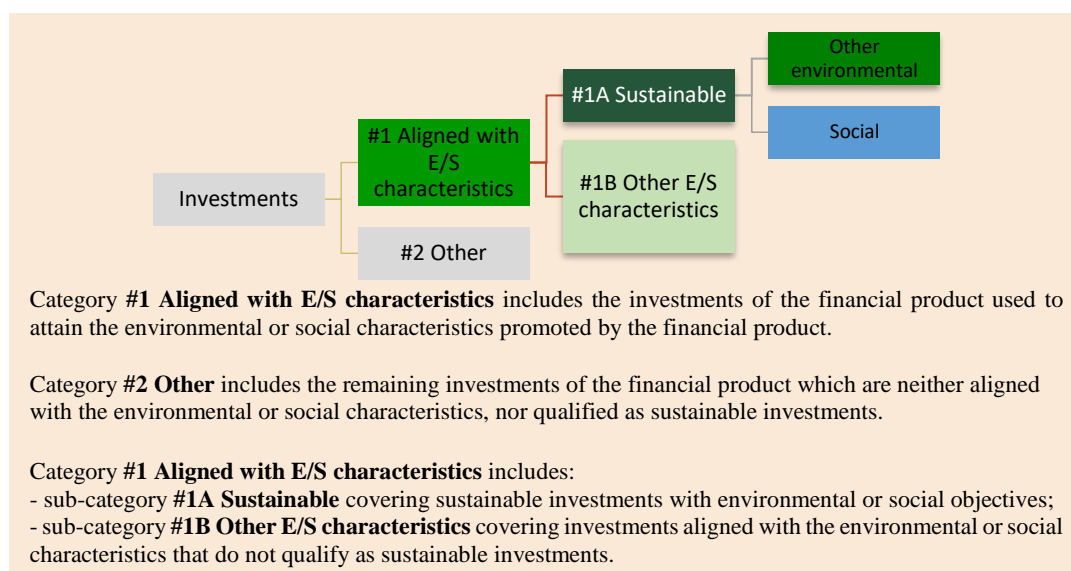 Other
environmental
#1A Sustainable
Social
#1 Aligned with
E/S
characteristics
#1B Other E/S
characteristics
Investments
#2 Other
Category #1 Aligned with E/S characteristics includes the investments of the financial product used to
attain the environmental or social characteristics promoted by the financial product.
Category #2 Other includes the remaining investments of the financial product which are neither aligned
with the environmental or social characteristics, nor qualified as sustainable investments.
Category #1 Aligned with E/S characteristics includes:
- sub-category #1A Sustainable covering sustainable investments with environmental or social objectives;
- sub-category #1B Other E/S characteristics covering investments aligned with the environmental or social
characteristics that do not qualify as sustainable investments.